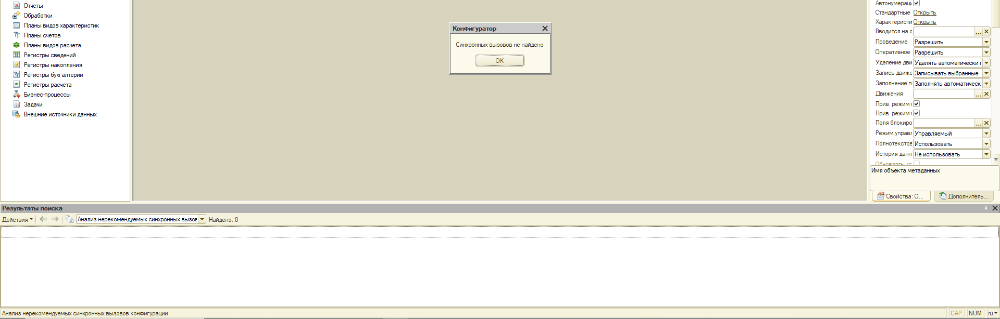 Отчеты
Обработки
Планы видов характеристик
Планы счетов
Планы видов расчета
Регистры сведений
Регистры накопления
Регистры бухгалтерии
Регистры расчета
Бизнес-процессы
Задачи
Внешние источники данных
Конфигуратор
Синхронных вызовов не найдено
OK
Автонумераци
Стандартные Открыть
Характеристи Открыть
Вводится на о ...
Проведение Разрешить
Оперативное Разрешить
Удаление дви Удалять автоматически п
Запись движе Записывать выбранные
Заполнение п Заполнять автоматическ
Движения ...
Прив. режим
Прив. режим
Поля блокиро ...
Режим управл Управляемый
Полнотекстов Использовать
История данн Не использовать
Обновлять ис
Имя объекта метаданных
Свойства: О... Дополнитель...
Результаты поиска
Действия Анализ нерекомендуемых синхронных вызов Найдено: 0
Анализ нерекомендуемых синхронных вызовов конфигурации CAP NUM ru